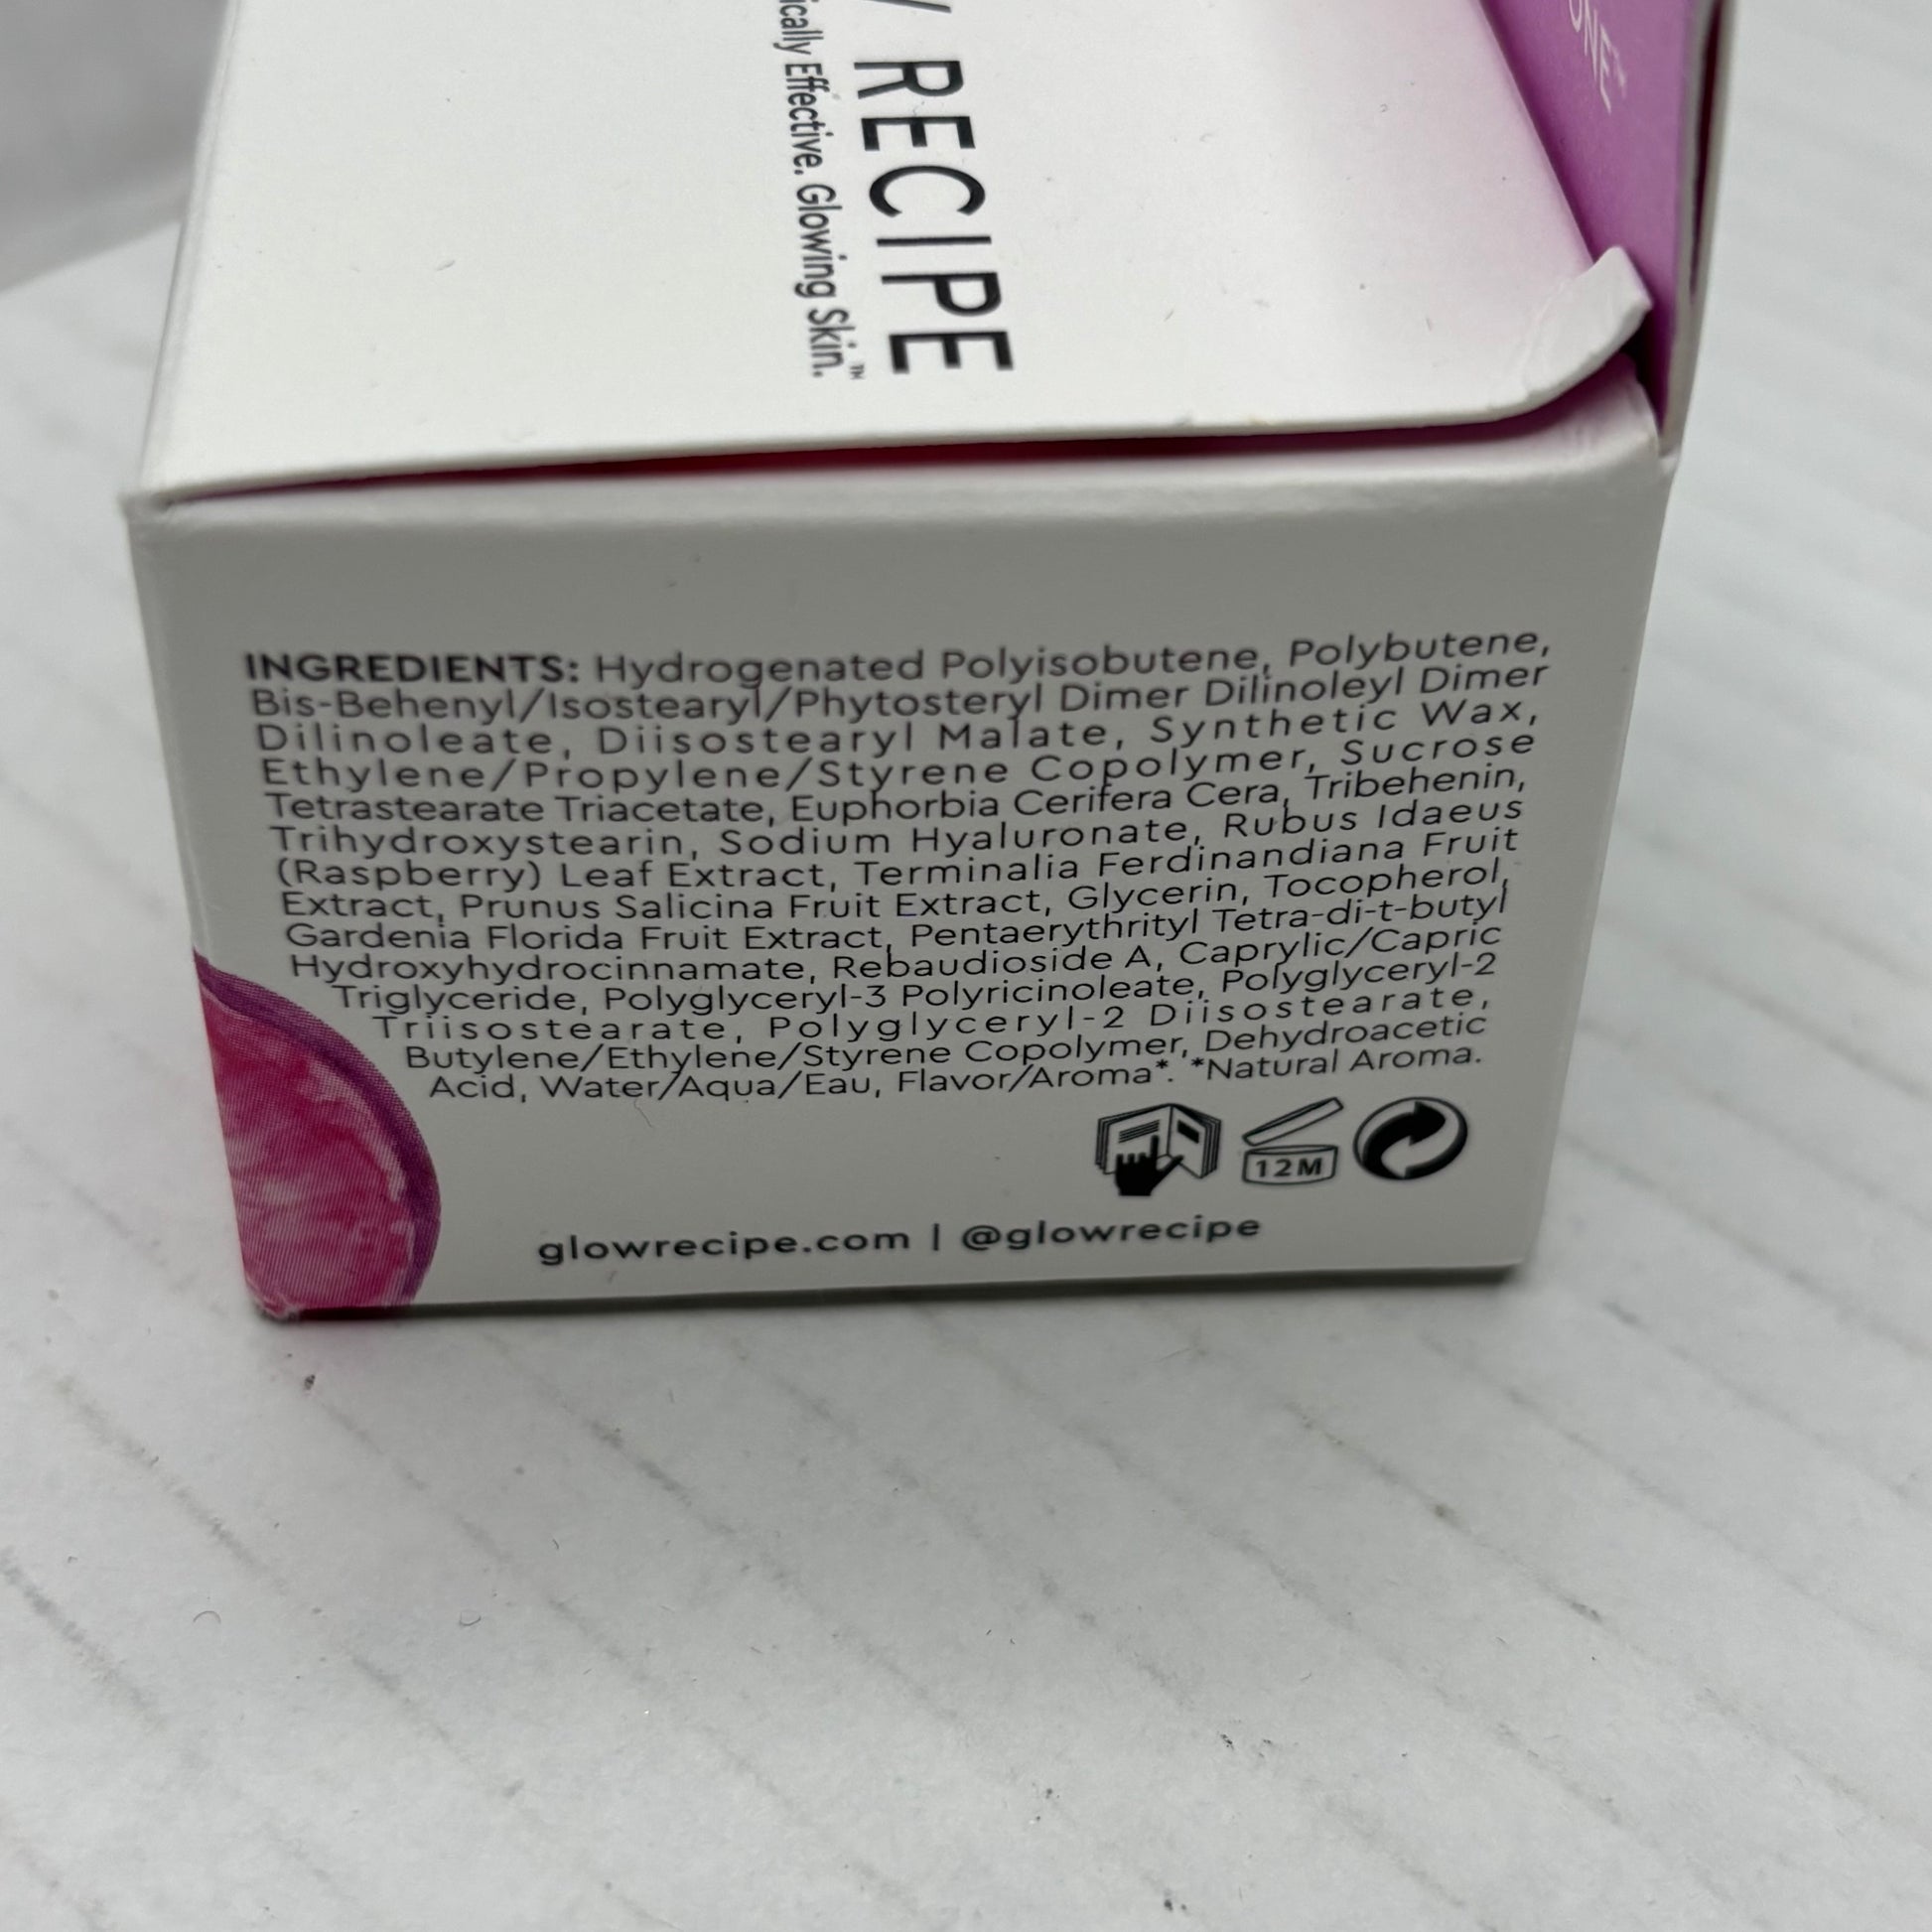 RECIPE
Effective. Glowing Skin.™
INGREDIENTS: Hydrogenated Polyisobutene, Polybutene,
Bis-Behenyl/Isostearyl/Phytosteryl Dimer Dilinoleyl Dimer
Dilinoleate, Diisostearyl Malate, Synthetic Wax,
Ethylene/Propylene/Styrene Copolymer, Sucrose
Tetrastearate Triacetate, Euphorbia Cerifera Cera, Tribehenin,
Trihydroxystearin, Sodium Hyaluronate, Rubus Idaeus
(Raspberry) Leaf Extract, Terminalia Ferdinandiana Fruit
Extract, Prunus Salicina Fruit Extract, Glycerin, Tocopherol,
Gardenia Florida Fruit Extract, Pentaerythrityl Tetra-di-t-butyl
Hydroxyhydrocinnamate, Rebaudioside A, Caprylic/Capric
Triglyceride, Polyglyceryl-3 Polyricinoleate, Polyglyceryl-2
Triisostearate, Polyglyceryl-2 Diisostearate,
Butylene/Ethylene/Styrene Copolymer, Dehydroacetic
Acid, Water/Aqua/Eau, Flavor/Aroma*. *Natural Aroma.
12M
glowrecipe.com | @glowrecipe